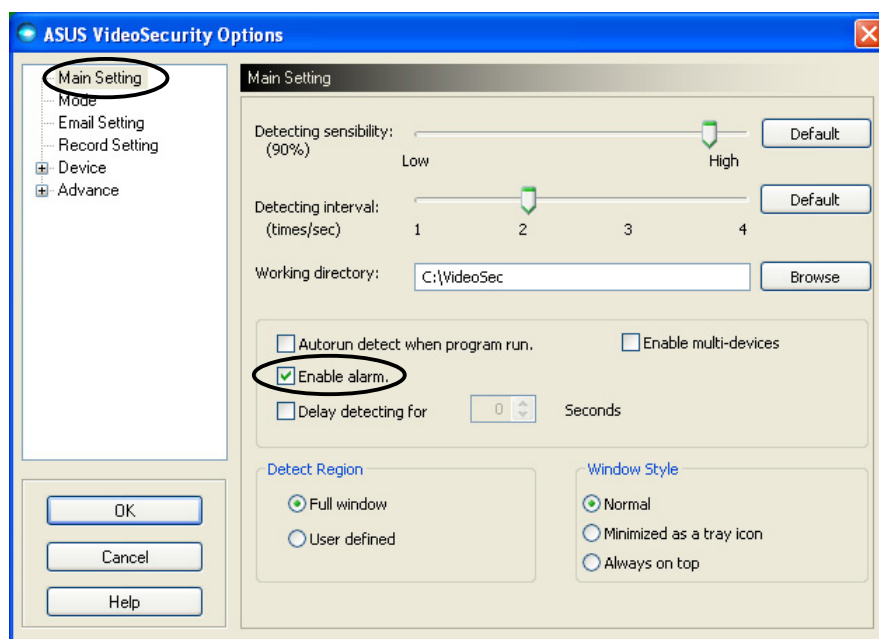 ASUS VideoSecurity Options
Main Setting
Mode
Email Setting
Record Setting
Device
Advance
OK
Cancel
Help
Main Setting
Detecting sensibility: Default
(90%)
Low High
Detecting interval: Default
(times/sec) 1 2 3 4
Working directory: C:\VideoSec Browse
Autorun detect when program run. Enable multi-devices
Enable alarm.
Delay detecting for 0 Seconds
Detect Region
Full window
User defined
Window Style
Normal
Minimized as a tray icon
Always on top